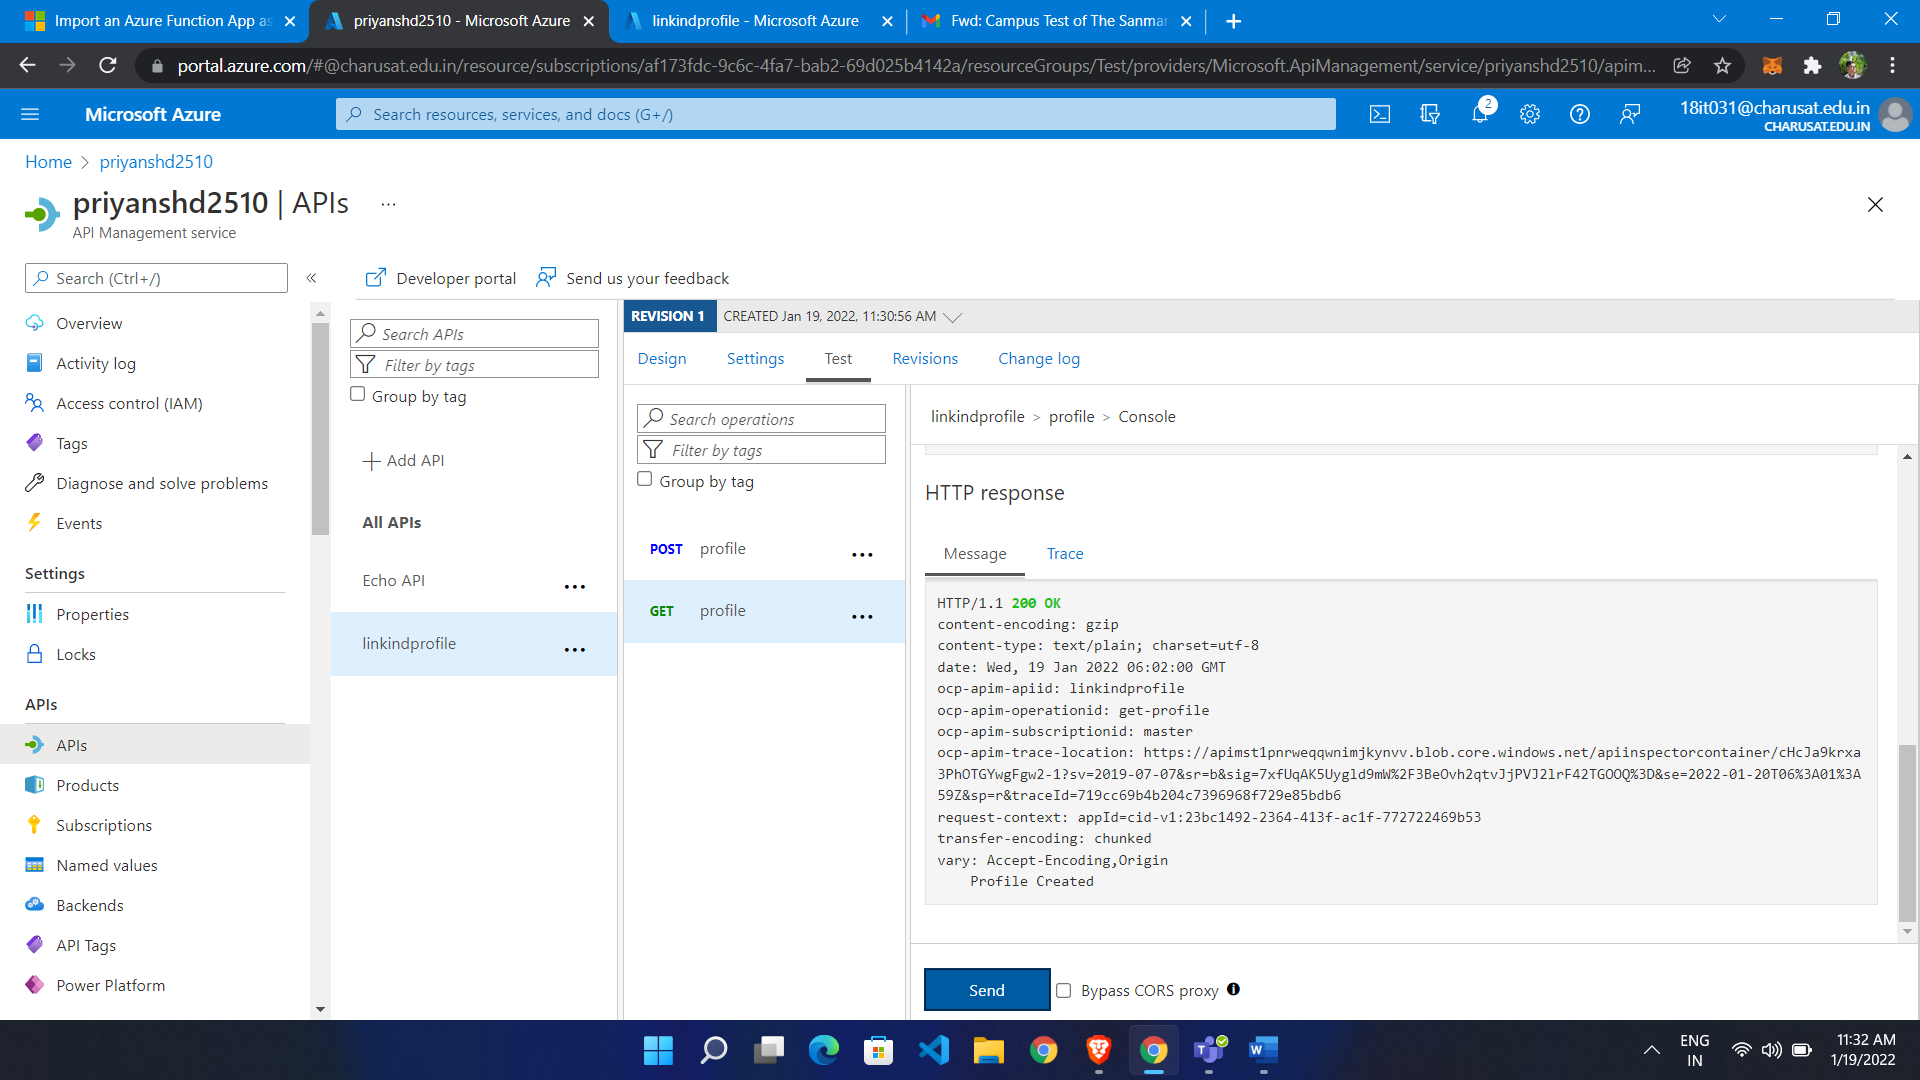 Import an Azure Function App as
priyanshd2510 - Microsoft Azure
linkindprofile - Microsoft Azure
Fwd: Campus Test of The Sanmar
portal.azure.com/#@charusat.edu.in/resource/subscriptions/af173fdc-9c6c-4fa7-bab2-69d025b4142a/resourceGroups/Test/providers/Microsoft.ApiManagement/service/priyanshd2510/apim...
Microsoft Azure
Search resources, services, and docs (G+/)
2
18it031@charusat.edu.in
CHARUSAT.EDU.IN
Home > priyanshd2510
priyanshd2510 | APIs ...
API Management service
Search (Ctrl+/)
«
Overview
Activity log
Access control (IAM)
Tags
Diagnose and solve problems
Events
Settings
Properties
Locks
APIs
APIs
Products
Subscriptions
Named values
Backends
API Tags
Power Platform
Developer portal
Send us your feedback
Search APIs
Filter by tags
Group by tag
+ Add API
All APIs
Echo API ...
linkindprofile ...
REVISION 1 CREATED Jan 19, 2022, 11:30:56 AM
Design Settings Test Revisions Change log
Search operations
Filter by tags
Group by tag
POST profile ...
GET profile ...
linkindprofile > profile > Console
HTTP response
Message Trace
HTTP/1.1 200 OK
content-encoding: gzip
content-type: text/plain; charset=utf-8
date: Wed, 19 Jan 2022 06:02:00 GMT
ocp-apim-apiid: linkindprofile
ocp-apim-operationid: get-profile
ocp-apim-subscriptionid: master
ocp-apim-trace-location: https://apimst1pnrweqqwnimjkynvv.blob.core.windows.net/apiinspectorcontainer/cHcJa9krxa
3PhOTGYwgFgw2-1?sv=2019-07-07&sr=b&sig=7xfUqAK5Uygld9mW%2F3BeOvh2qtvJjPVJ2lrF42TGOOQ%3D&se=2022-01-20T06%3A01%3A
59Z&sp=r&traceId=719cc69b4b204c7396968f729e85bdb6
request-context: appId=cid-v1:23bc1492-2364-413f-ac1f-772722469b53
transfer-encoding: chunked
vary: Accept-Encoding,Origin
Profile Created
Send
Bypass CORS proxy
ENG
IN
11:32 AM
1/19/2022